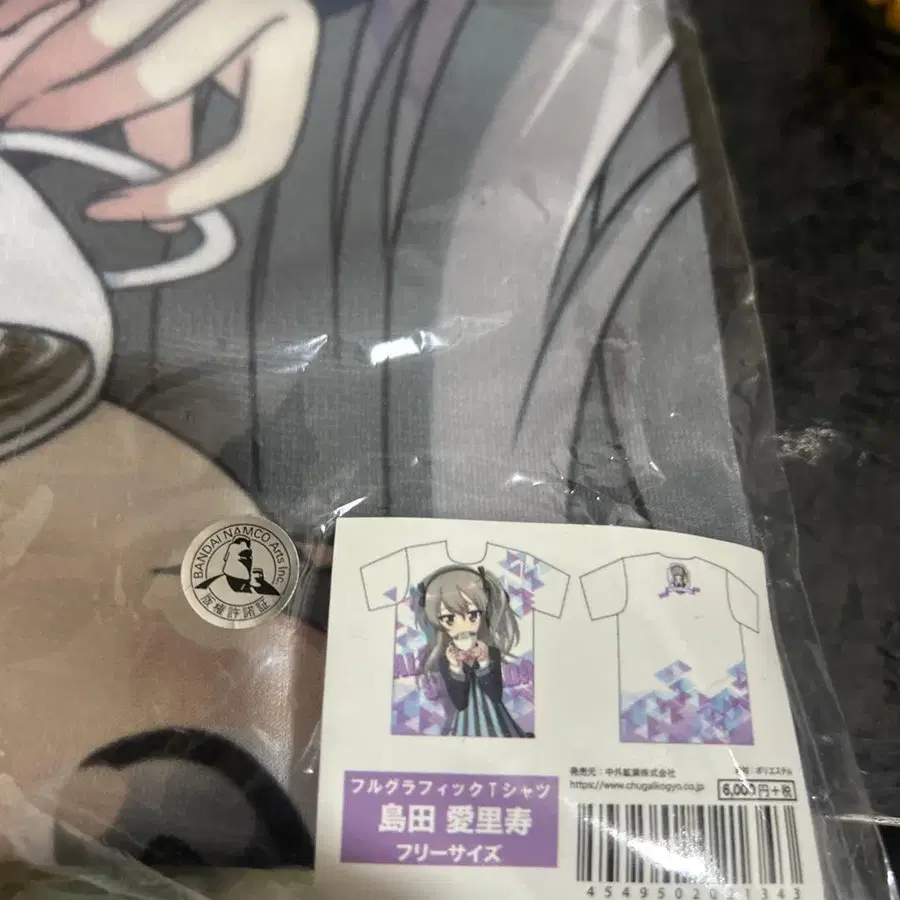 BANDAI NAMCO Arts Inc.
版権許諾証
発売元：中外鉱業株式会社
https://www.chugaikogyo.co.jp
ポリエステル
6,000円+税
フルグラフィックTシャツ
島田 愛里寿
フリーサイズ